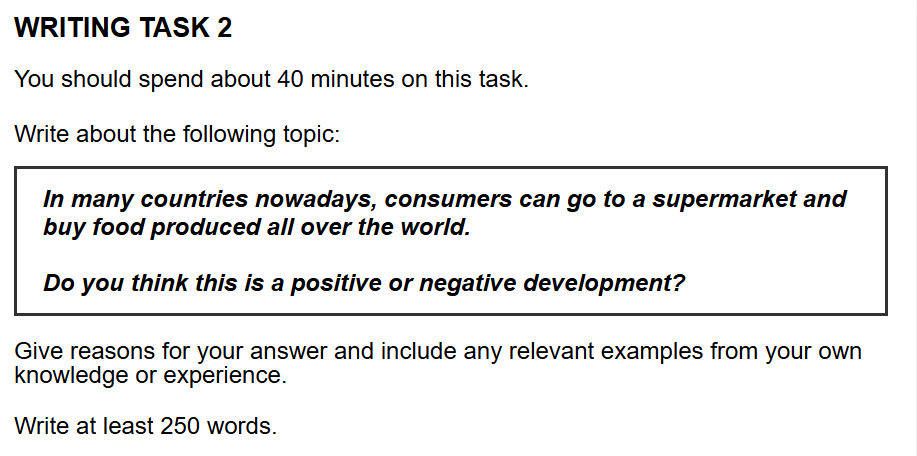 WRITING TASK 2
You should spend about 40 minutes on this task.
Write about the following topic:
In many countries nowadays, consumers can go to a supermarket and
buy food produced all over the world.
Do you think this is a positive or negative development?
Give reasons for your answer and include any relevant examples from your own
knowledge or experience.
Write at least 250 words.